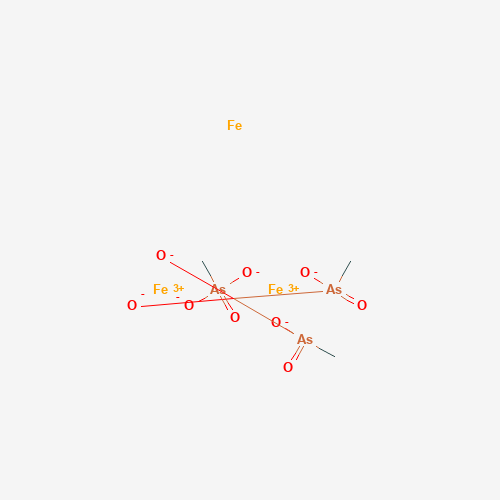 Fe
O -
O - O -
Fe 3+ As Fe 3+ As
O - - O O O
O -
As
O